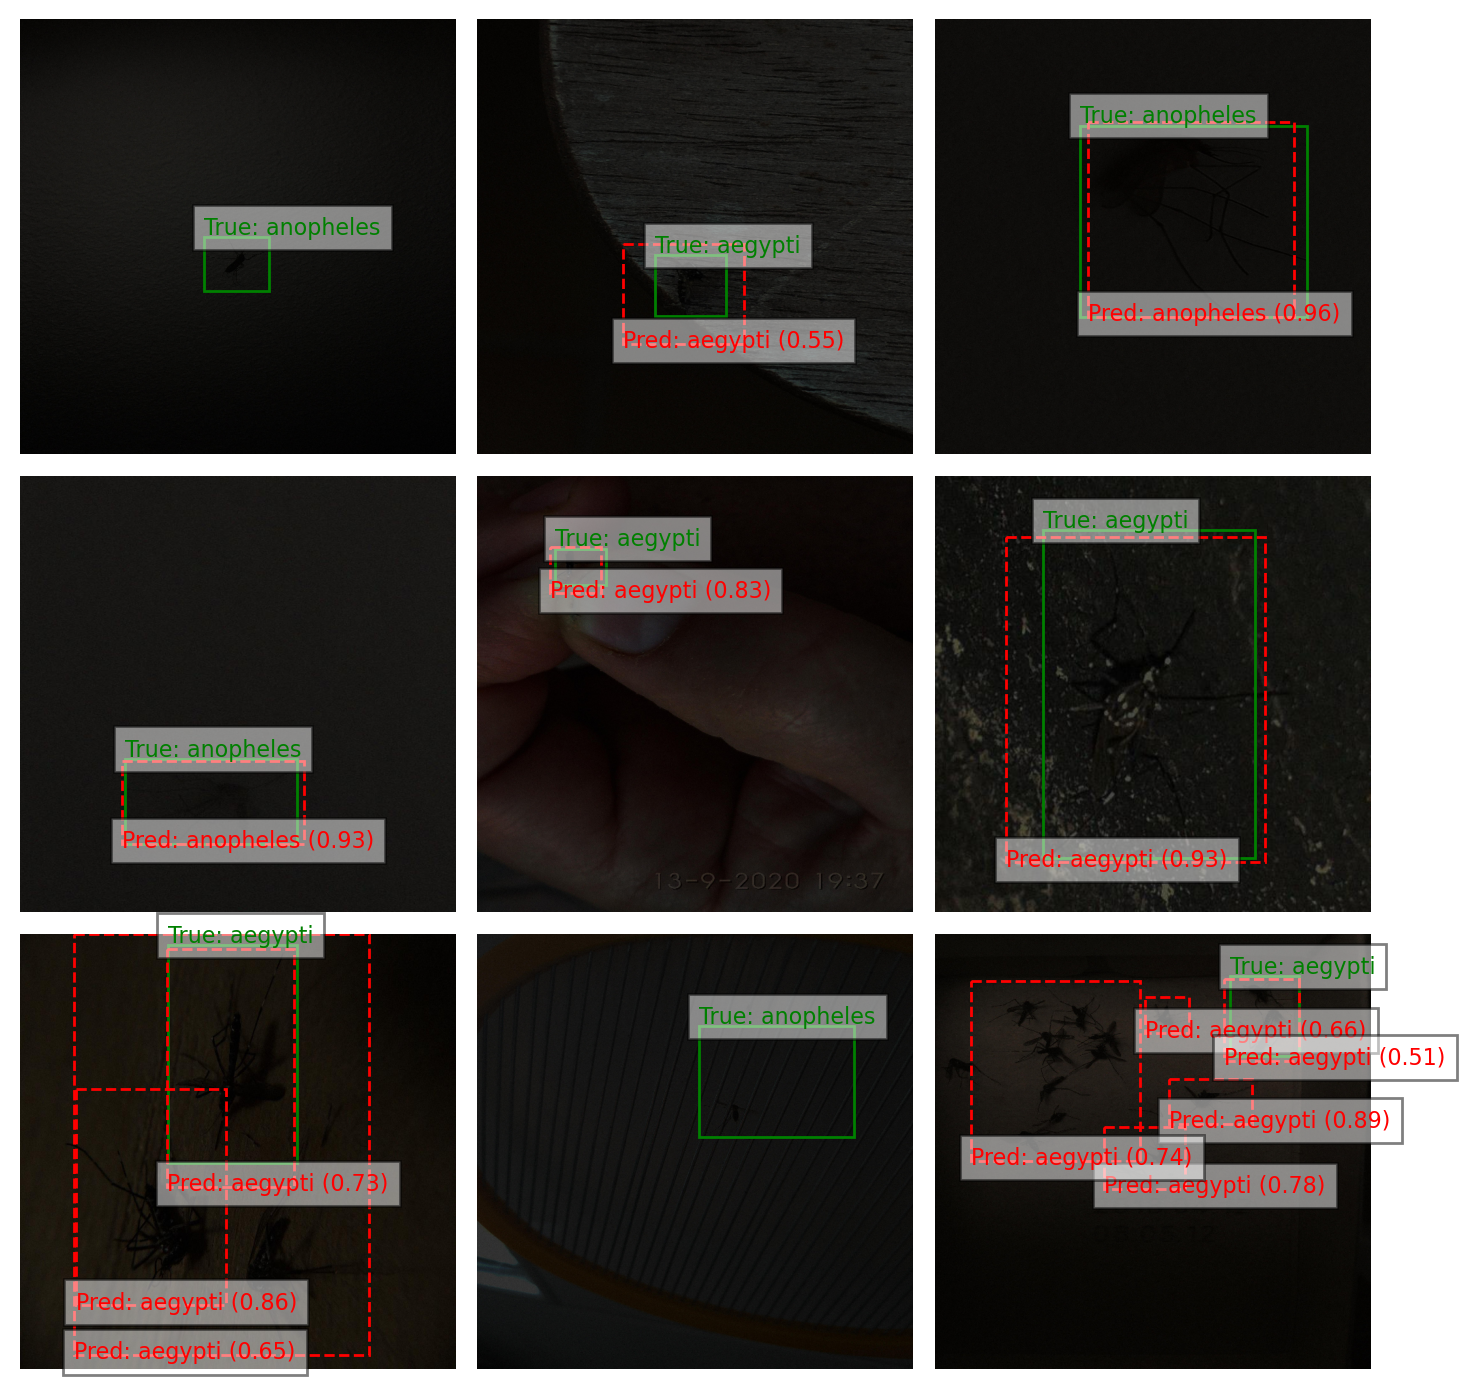 True: anopheles
True: aegypti
Pred: aegypti (0.55)
True: anopheles
Pred: anopheles (0.96)
True: anopheles
Pred: anopheles (0.93)
True: aegypti
Pred: aegypti (0.83)
13-9-2020 19:37
True: aegypti
Pred: aegypti (0.93)
True: aegypti
Pred: aegypti (0.73)
Pred: aegypti (0.86)
Pred: aegypti (0.65)
True: anopheles
True: aegypti
Pred: aegypti (0.66)
Pred: aegypti (0.51)
Pred: aegypti (0.89)
Pred: aegypti (0.74)
Pred: aegypti (0.78)